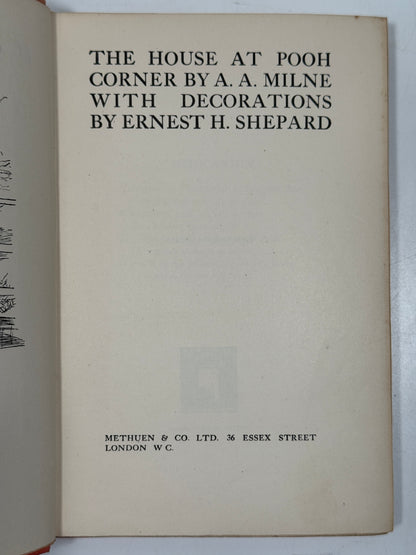 THE HOUSE AT POOH
CORNER BY A. A. MILNE
WITH DECORATIONS
BY ERNEST H. SHEPARD
METHUEN & CO. LTD. 36 ESSEX STREET
LONDON W C.